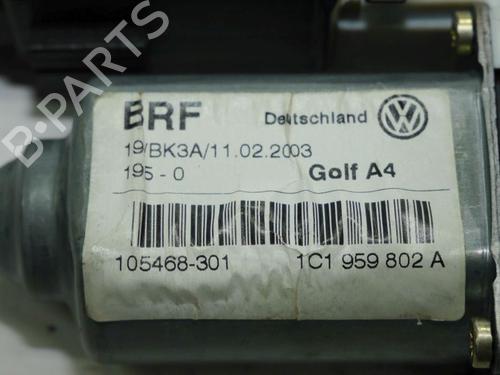 BRF Deutschland
19/BK3A/11.02.2003
195-0 Golf A4
105468-301 1C1 959 802 A
B-PARTS